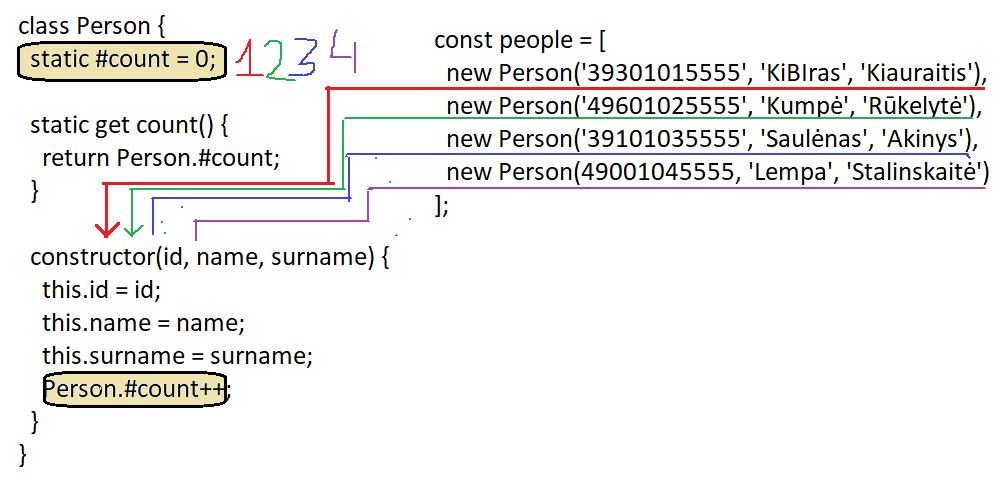 class Person {
static #count = 0; 1 2 3 4
static get count() {
return Person.#count;
}
constructor(id, name, surname) {
this.id = id;
this.name = name;
this.surname = surname;
Person.#count++;
}
}
const people = [
new Person('39301015555', 'KiBIras', 'Kiauraitis'),
new Person('49601025555', 'Kumpė', 'Rūkelytė'),
new Person('39101035555', 'Saulėnas', 'Akinys'),
new Person(49001045555, 'Lempa', 'Stalinskaitė')
];